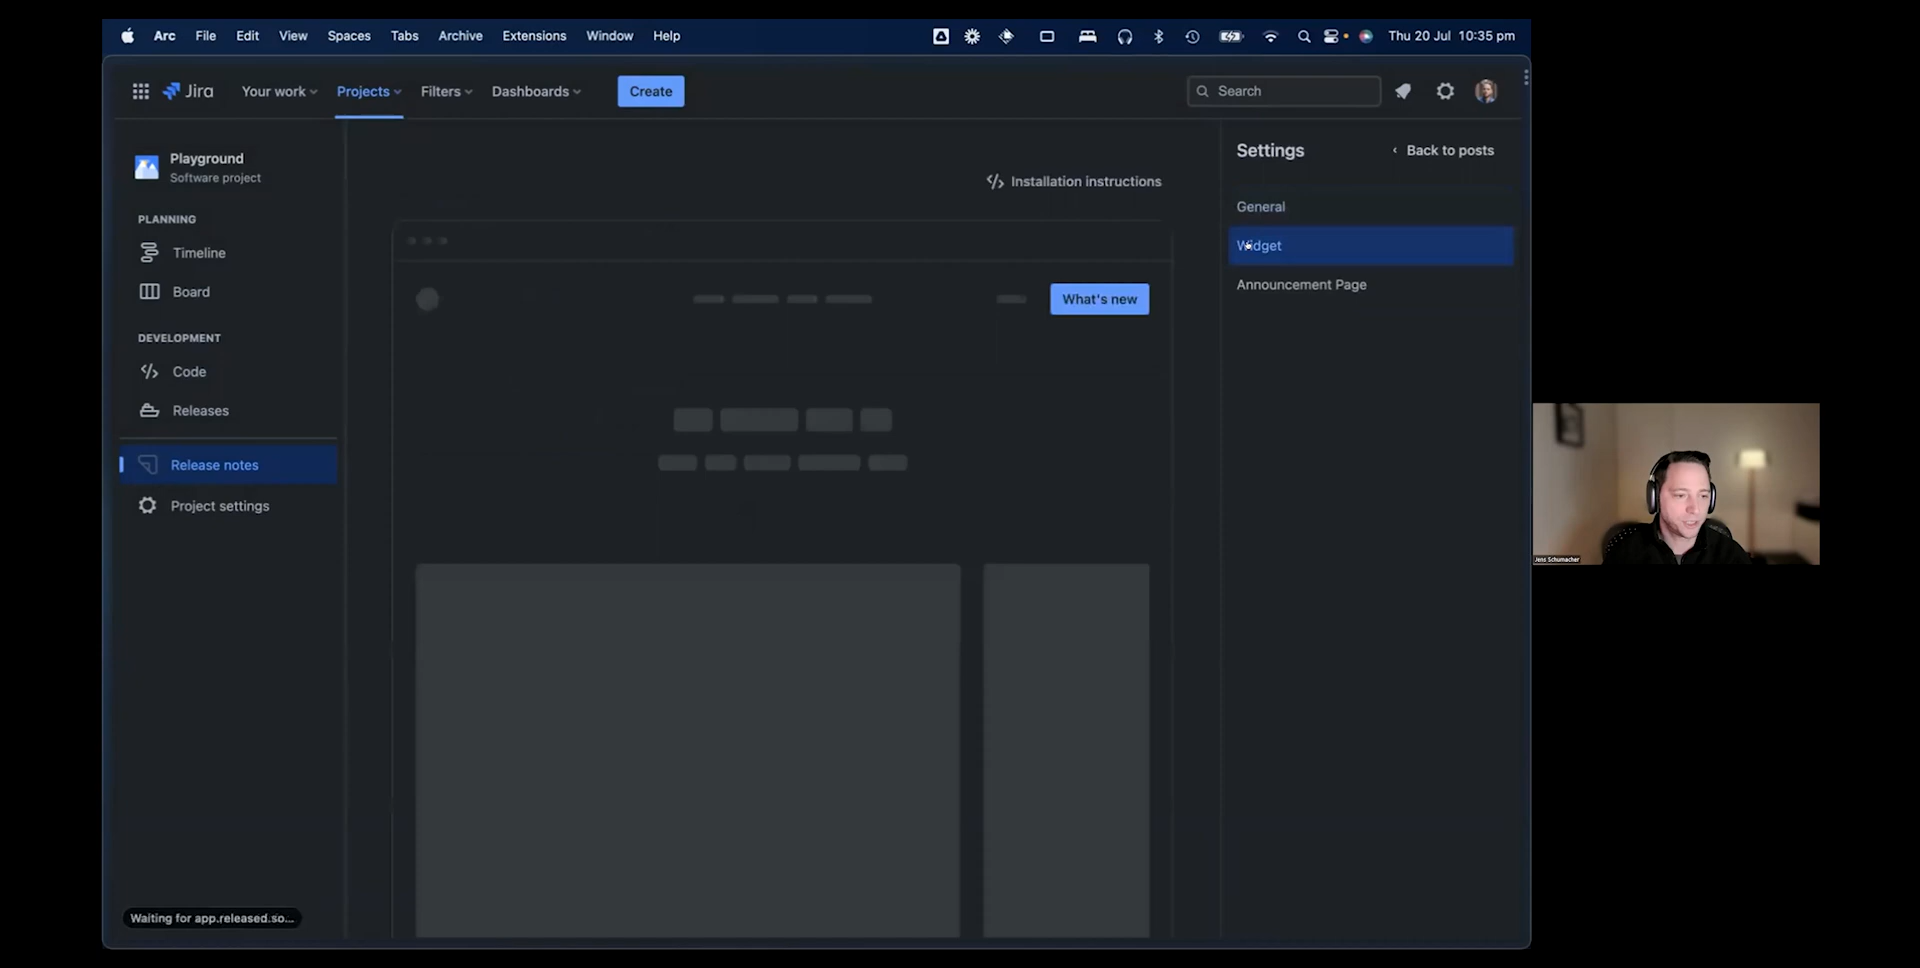 Arc File Edit View Spaces Tabs Archive Extensions Window Help Thu 20 Jul 10:35 pm
Jira Your work Projects Filters Dashboards Create Search
Playground
Software project
PLANNING
Timeline
Board
DEVELOPMENT
Code
Releases
Release notes
Project settings
Installation instructions
What's new
Settings Back to posts
General
Widget
Announcement Page
Jens Schumacher
Waiting for app.released.so...